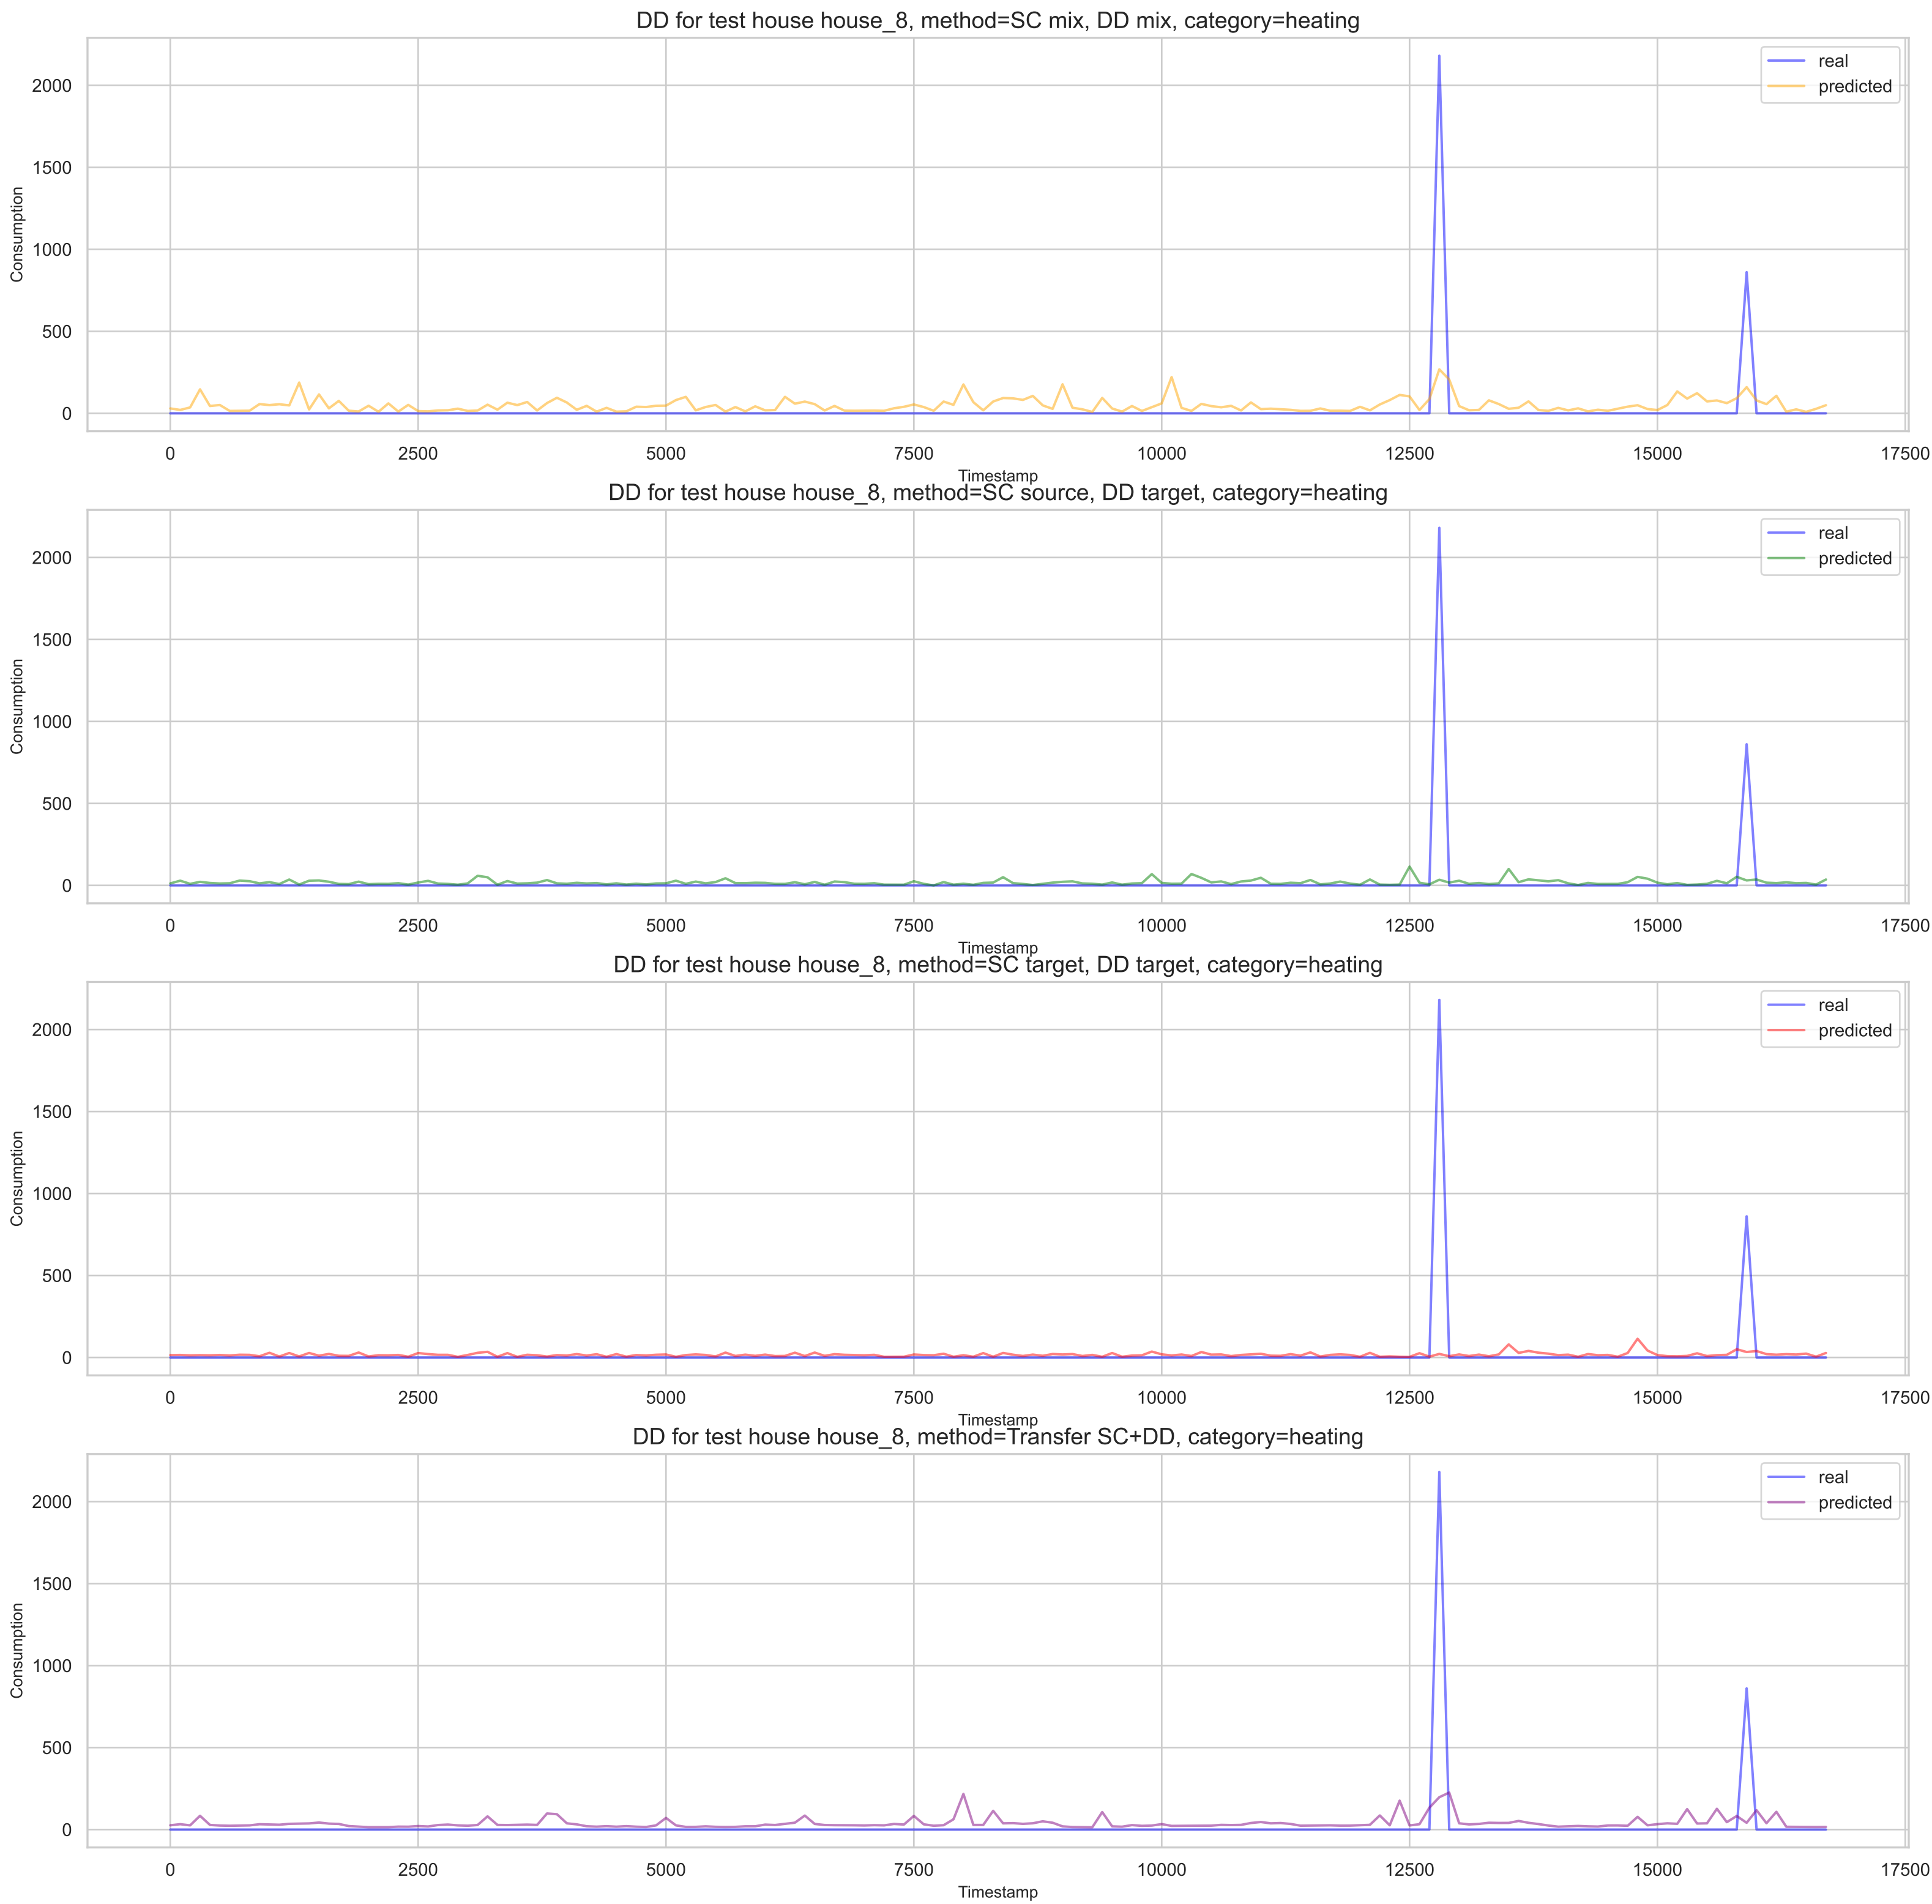 DD for test house house_8, method=SC mix, DD mix, category=heating
real
predicted
2000
1500
1000
500
0
Consumption
0 2500 5000 7500 10000 12500 15000 17500
Timestamp
DD for test house house_8, method=SC source, DD target, category=heating
real
predicted
2000
1500
1000
500
0
Consumption
0 2500 5000 7500 10000 12500 15000 17500
Timestamp
DD for test house house_8, method=SC target, DD target, category=heating
real
predicted
2000
1500
1000
500
0
Consumption
0 2500 5000 7500 10000 12500 15000 17500
Timestamp
DD for test house house_8, method=Transfer SC+DD, category=heating
real
predicted
2000
1500
1000
500
0
Consumption
0 2500 5000 7500 10000 12500 15000 17500
Timestamp